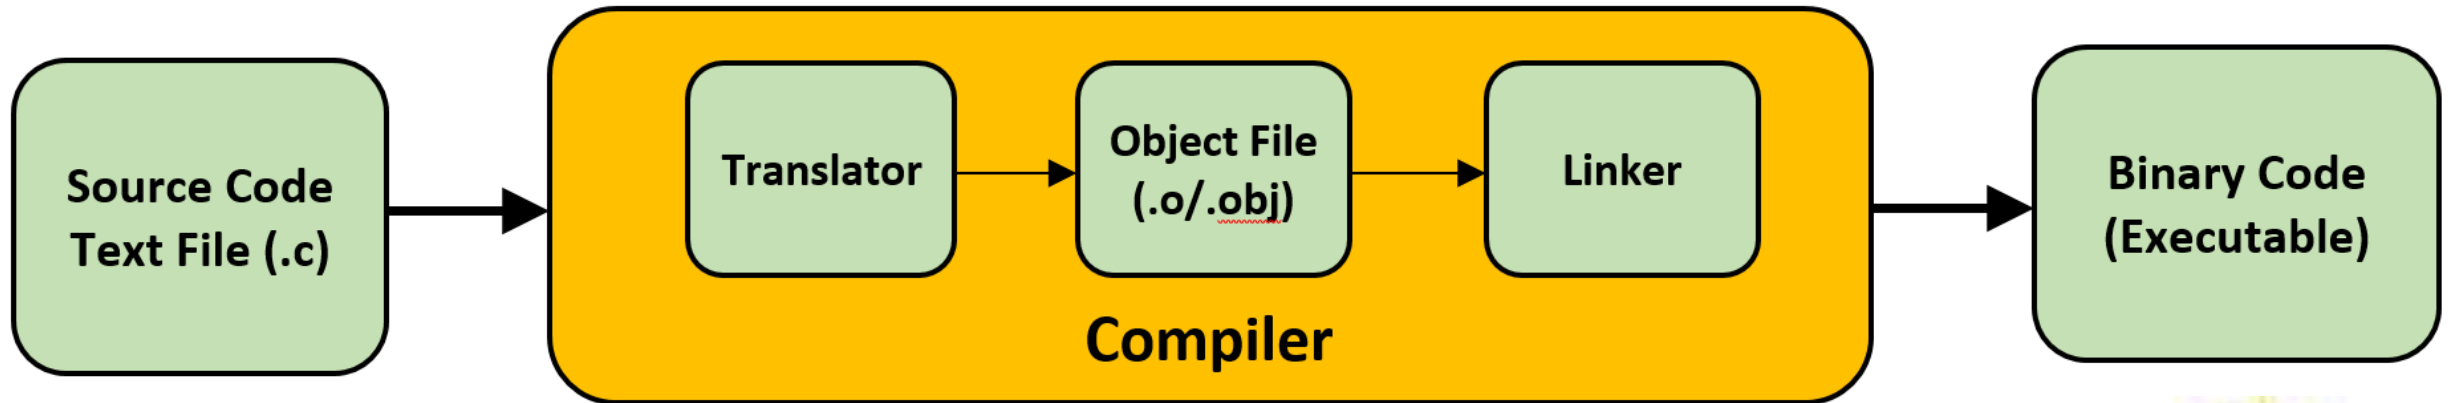 Source Code
Text File (.c)
Translator
Object File
(.o/.obj)
Linker
Compiler
Binary Code
(Executable)